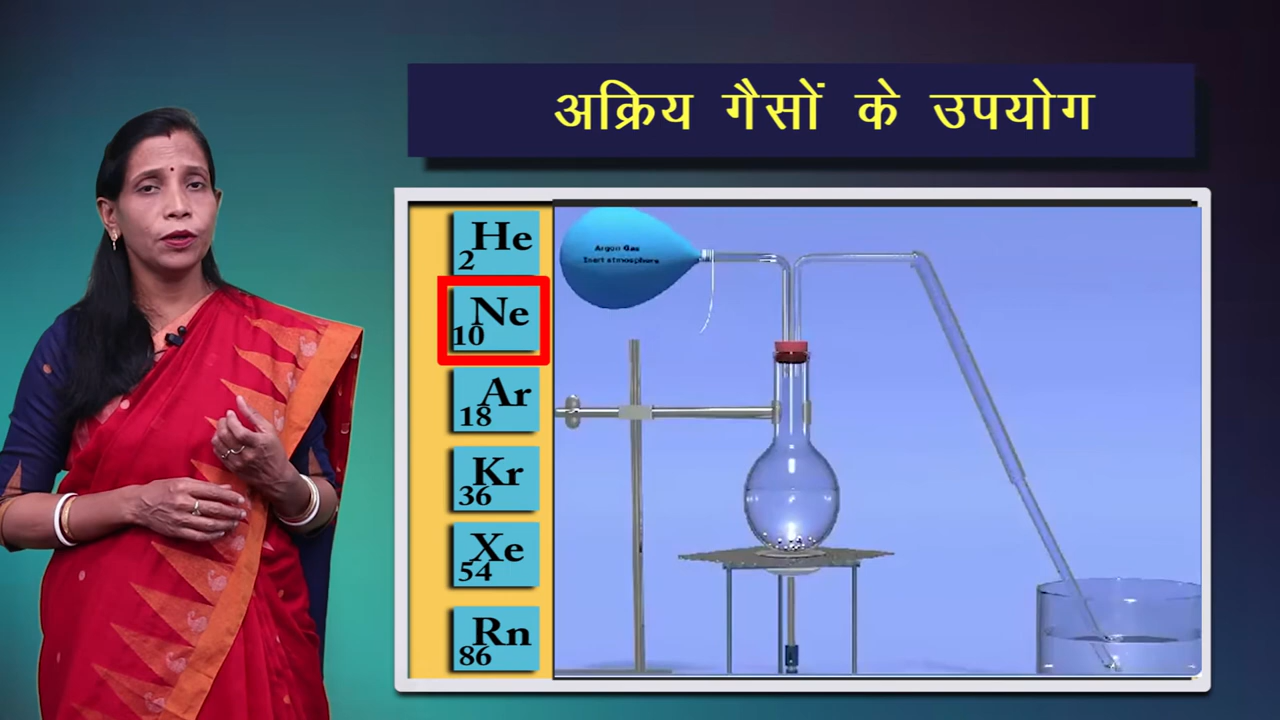 अक्रिय गैसों के उपयोग
He
2
Ne
10
Ar
18
Kr
36
Xe
54
Rn
86
Argon Gas
Inert atmosphere